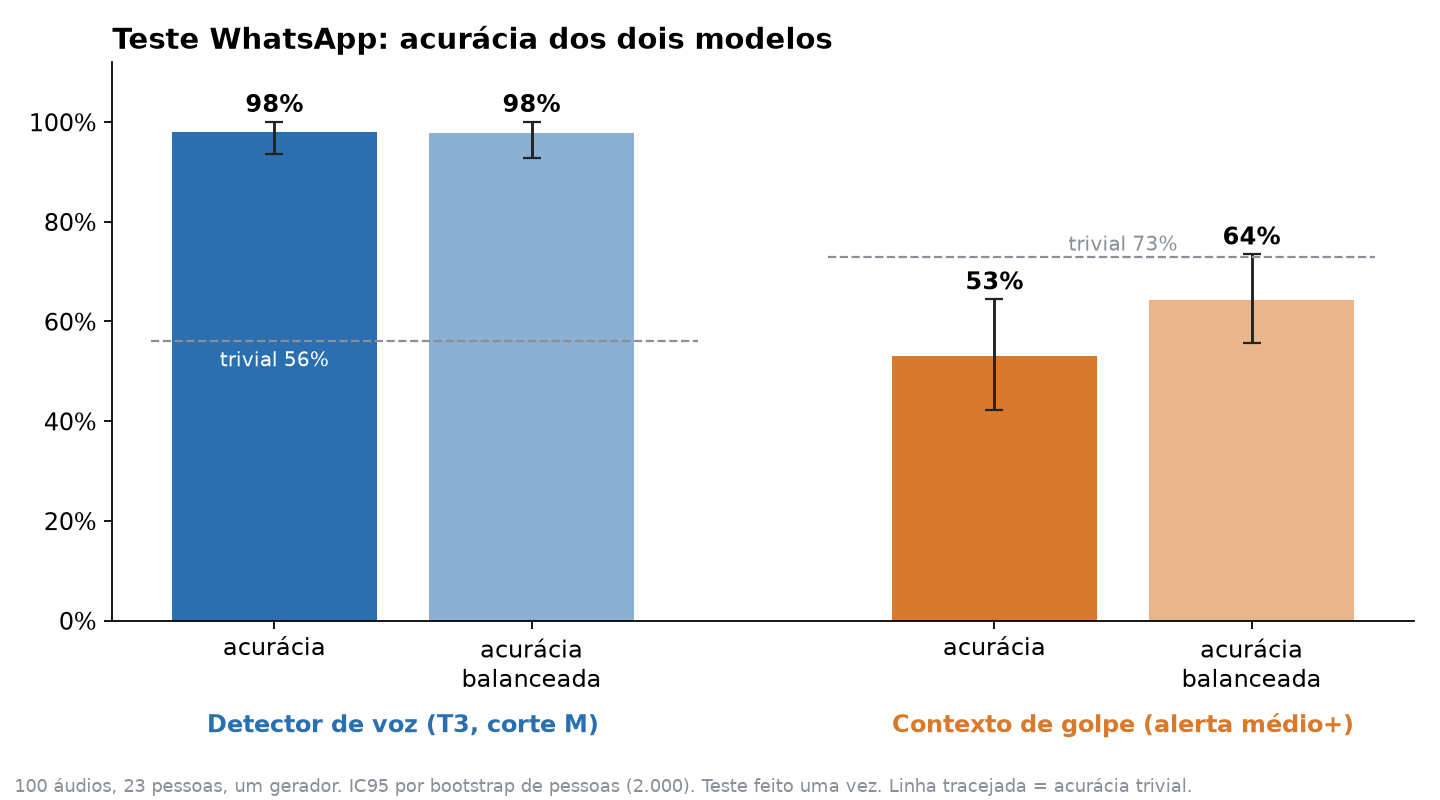 Teste WhatsApp: acurácia dos dois modelos
98%
98%
100%
80%
trivial 73%
64%
53%
60%
trivial 56%
40%
20%
0%
acurácia
acurácia
balanceada
acurácia
acurácia
balanceada
Detector de voz (T3, corte M)
Contexto de golpe (alerta médio+)
100 áudios, 23 pessoas, um gerador. IC95 por bootstrap de pessoas (2.000). Teste feito uma vez. Linha tracejada = acurácia trivial.